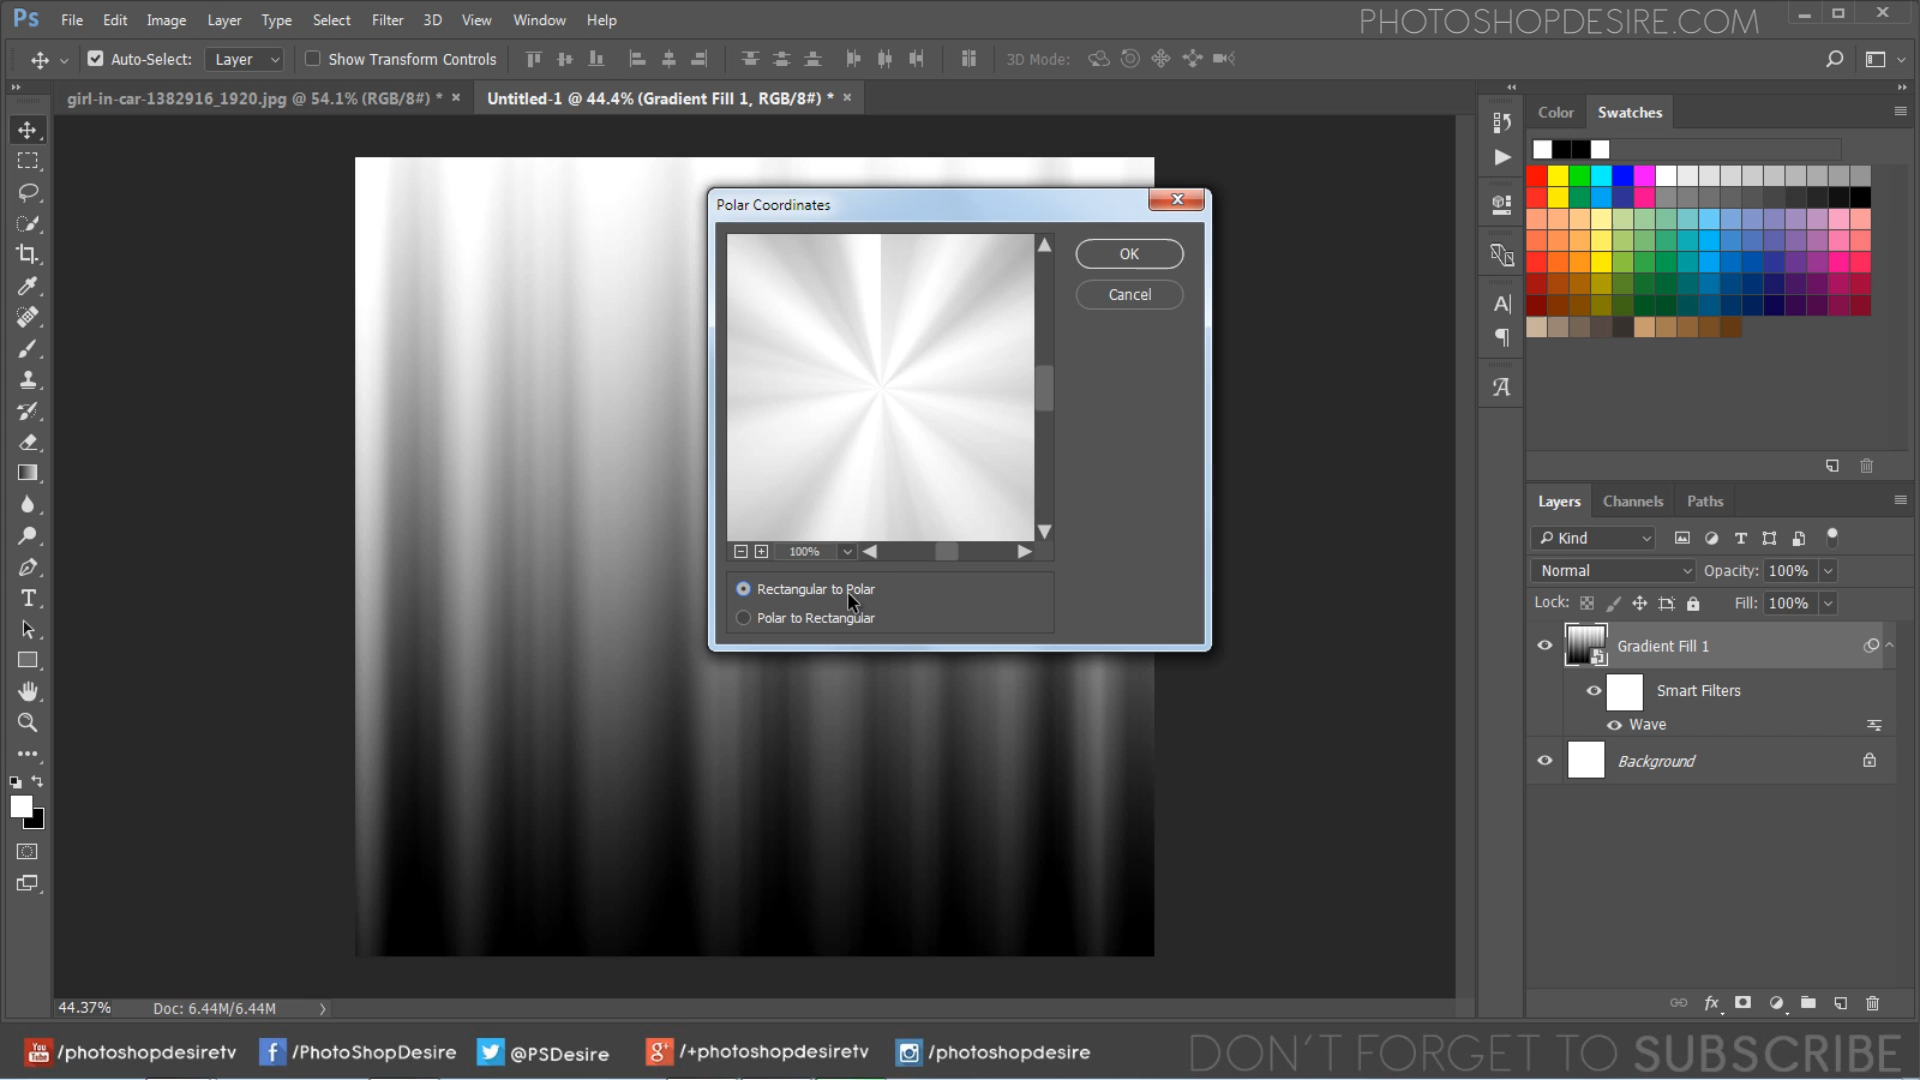 Ps File Edit Image Layer Type Select Filter 3D View Window Help PHOTOSHOPDESIRE.COM
Auto-Select: Layer Show Transform Controls 3D Mode:
girl-in-car-1382916_1920.jpg @ 54.1% (RGB/8#) * × Untitled-1 @ 44.4% (Gradient Fill 1, RGB/8#) * ×
Color Swatches
Polar Coordinates
OK
Cancel
100%
Rectangular to Polar
Polar to Rectangular
Layers Channels Paths
Kind
Normal Opacity: 100%
Lock: Fill: 100%
Gradient Fill 1
Smart Filters
Wave
Background
fx
44.37% Doc: 6.44M/6.44M
You Tube /photoshopdesiretv f /PhotoShopDesire @PSDesire g+ /+photoshopdesiretv /photoshopdesire DON'T FORGET TO SUBSCRIBE